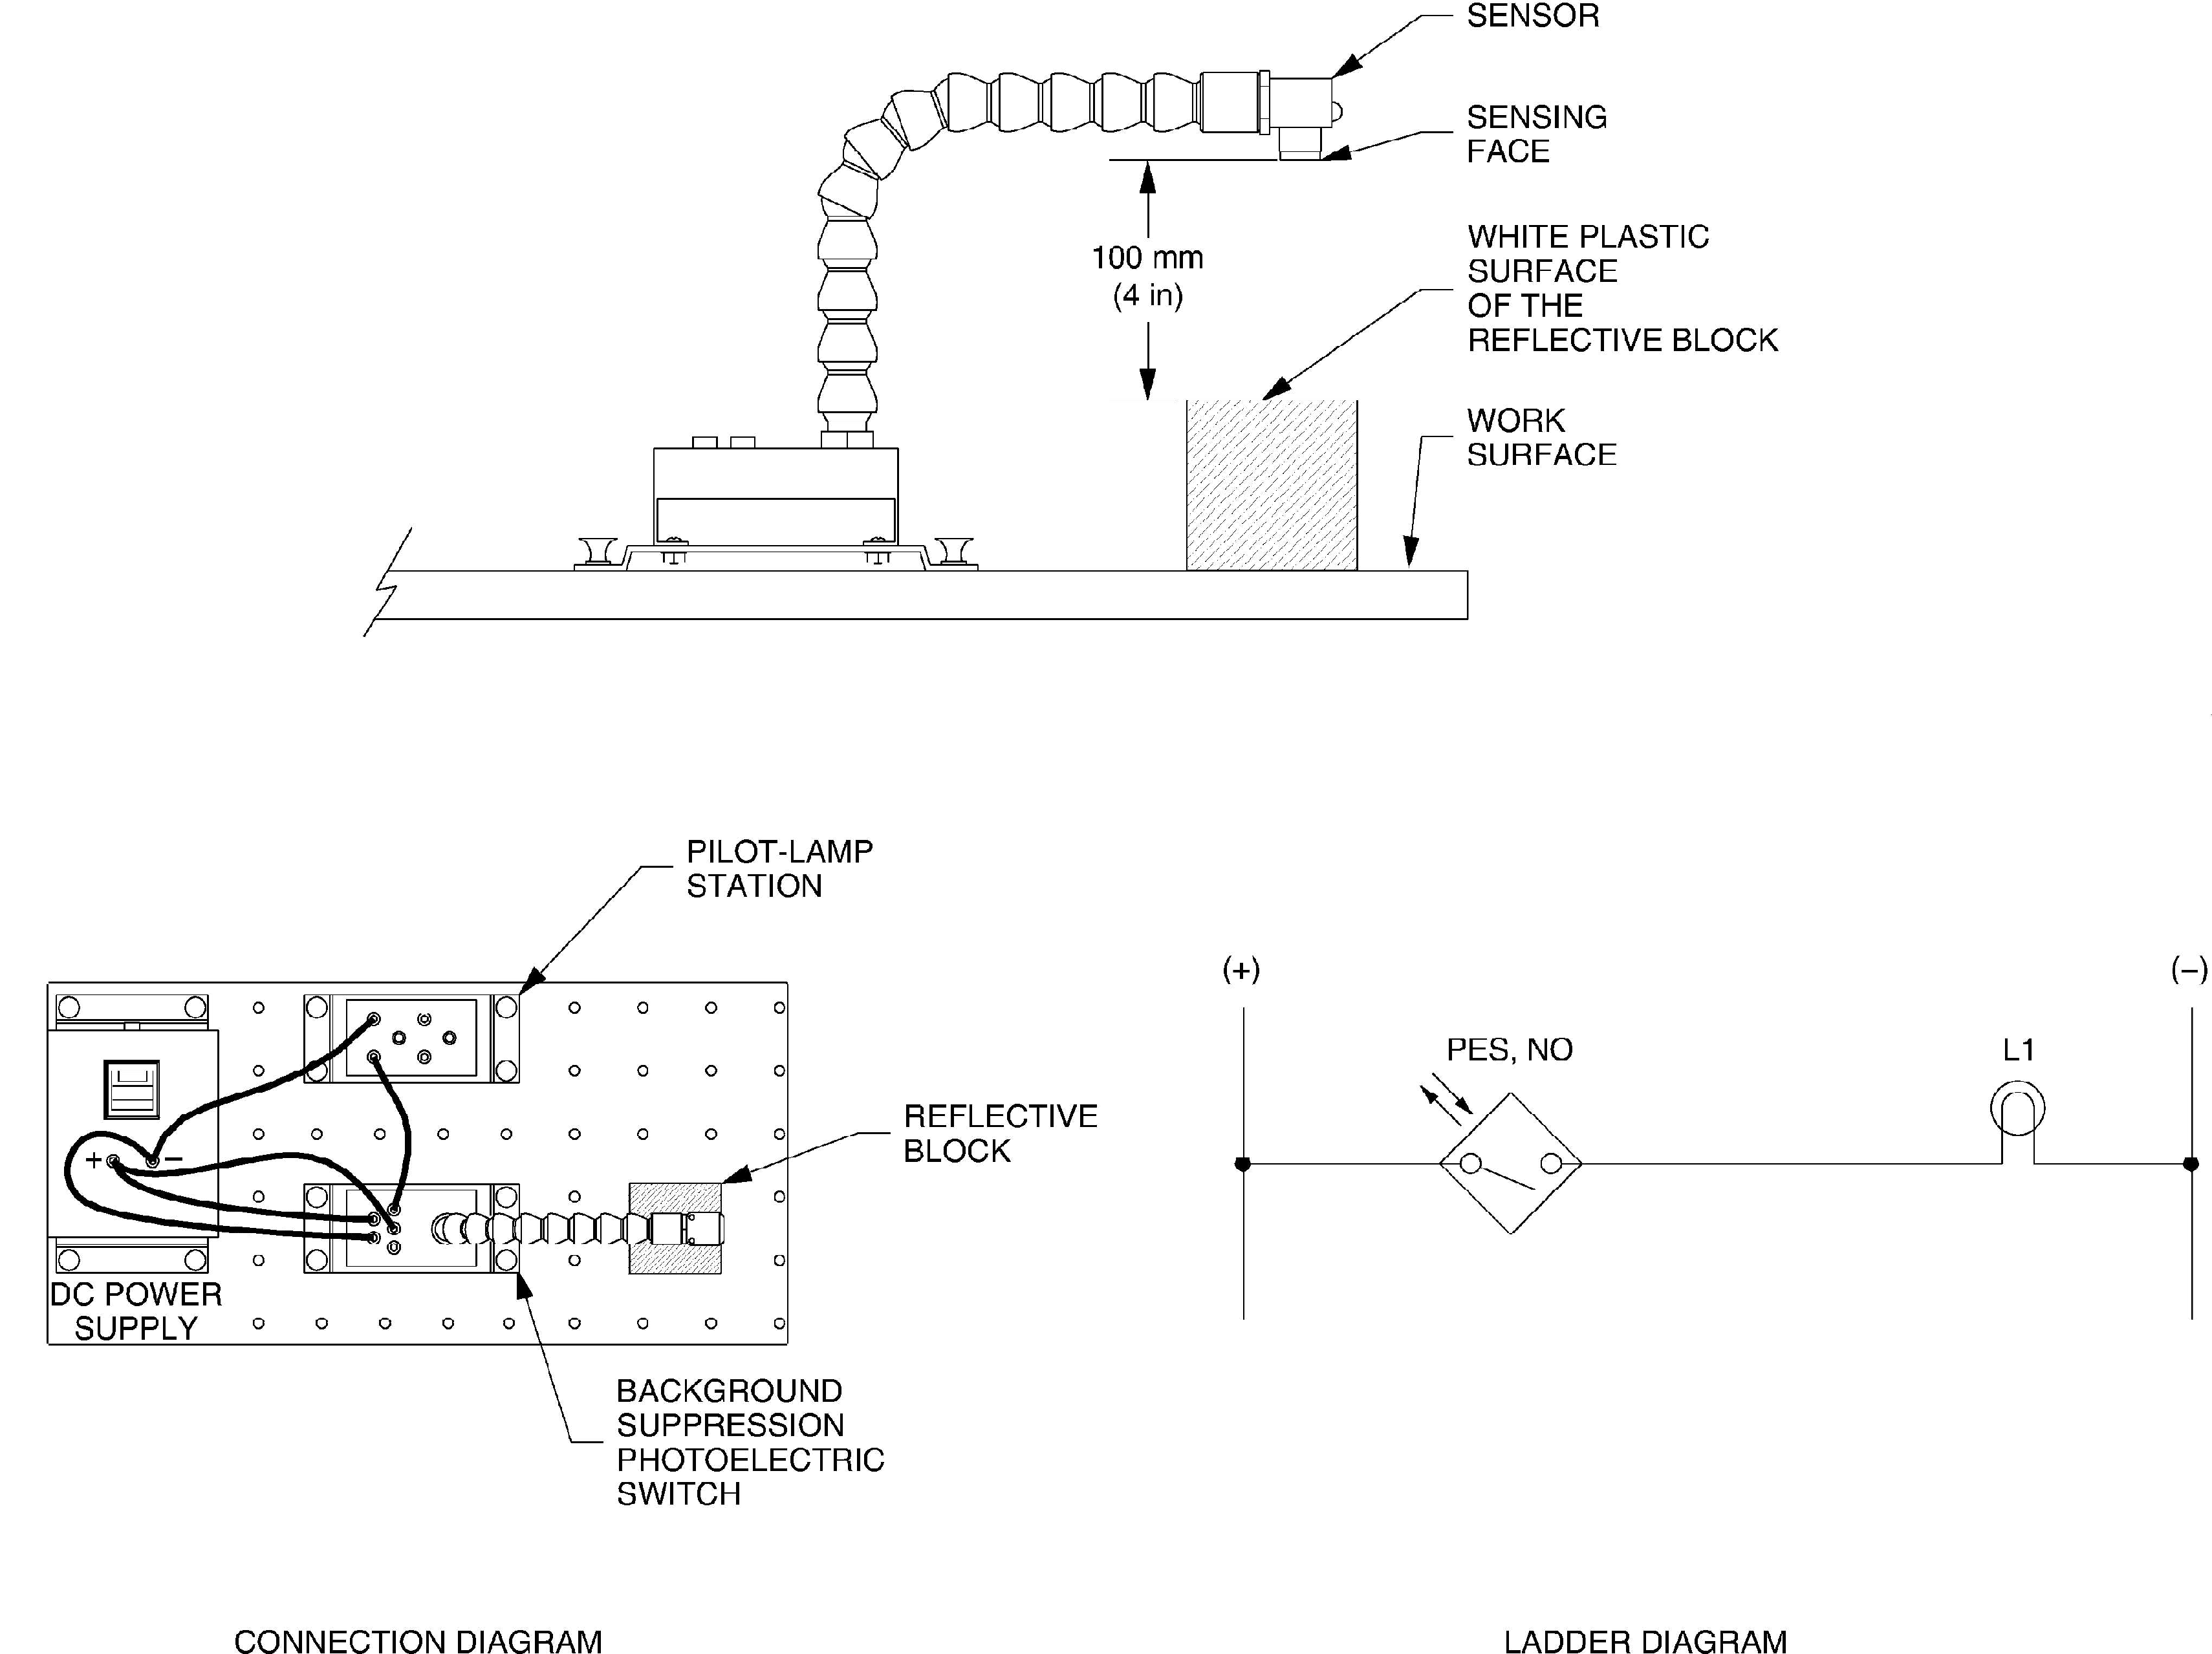 SENSOR
SENSING
FACE
100 mm
(4 in)
WHITE PLASTIC
SURFACE
OF THE
REFLECTIVE BLOCK
WORK
SURFACE
PILOT-LAMP
STATION
REFLECTIVE
BLOCK
+ −
DC POWER
SUPPLY
BACKGROUND
SUPPRESSION
PHOTOELECTRIC
SWITCH
CONNECTION DIAGRAM
(+)
(−)
PES, NO
L1
LADDER DIAGRAM